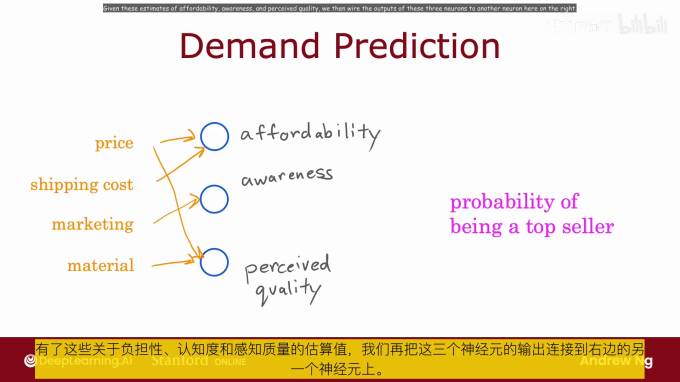 Given these estimates of affordability, awareness, and perceived quality, we then wire the outputs of these three neurons to another neuron here on the right
bilibili
Demand Prediction
price
shipping cost
marketing
material
affordability
awareness
perceived
quality
probability of
being a top seller
有了这些关于负担性、认知度和感知质量的估算值，我们再把这三个神经元的输出连接到右边的另
一个神经元上。
DeepLearning.AI
Stanford ONLINE
Andrew Ng